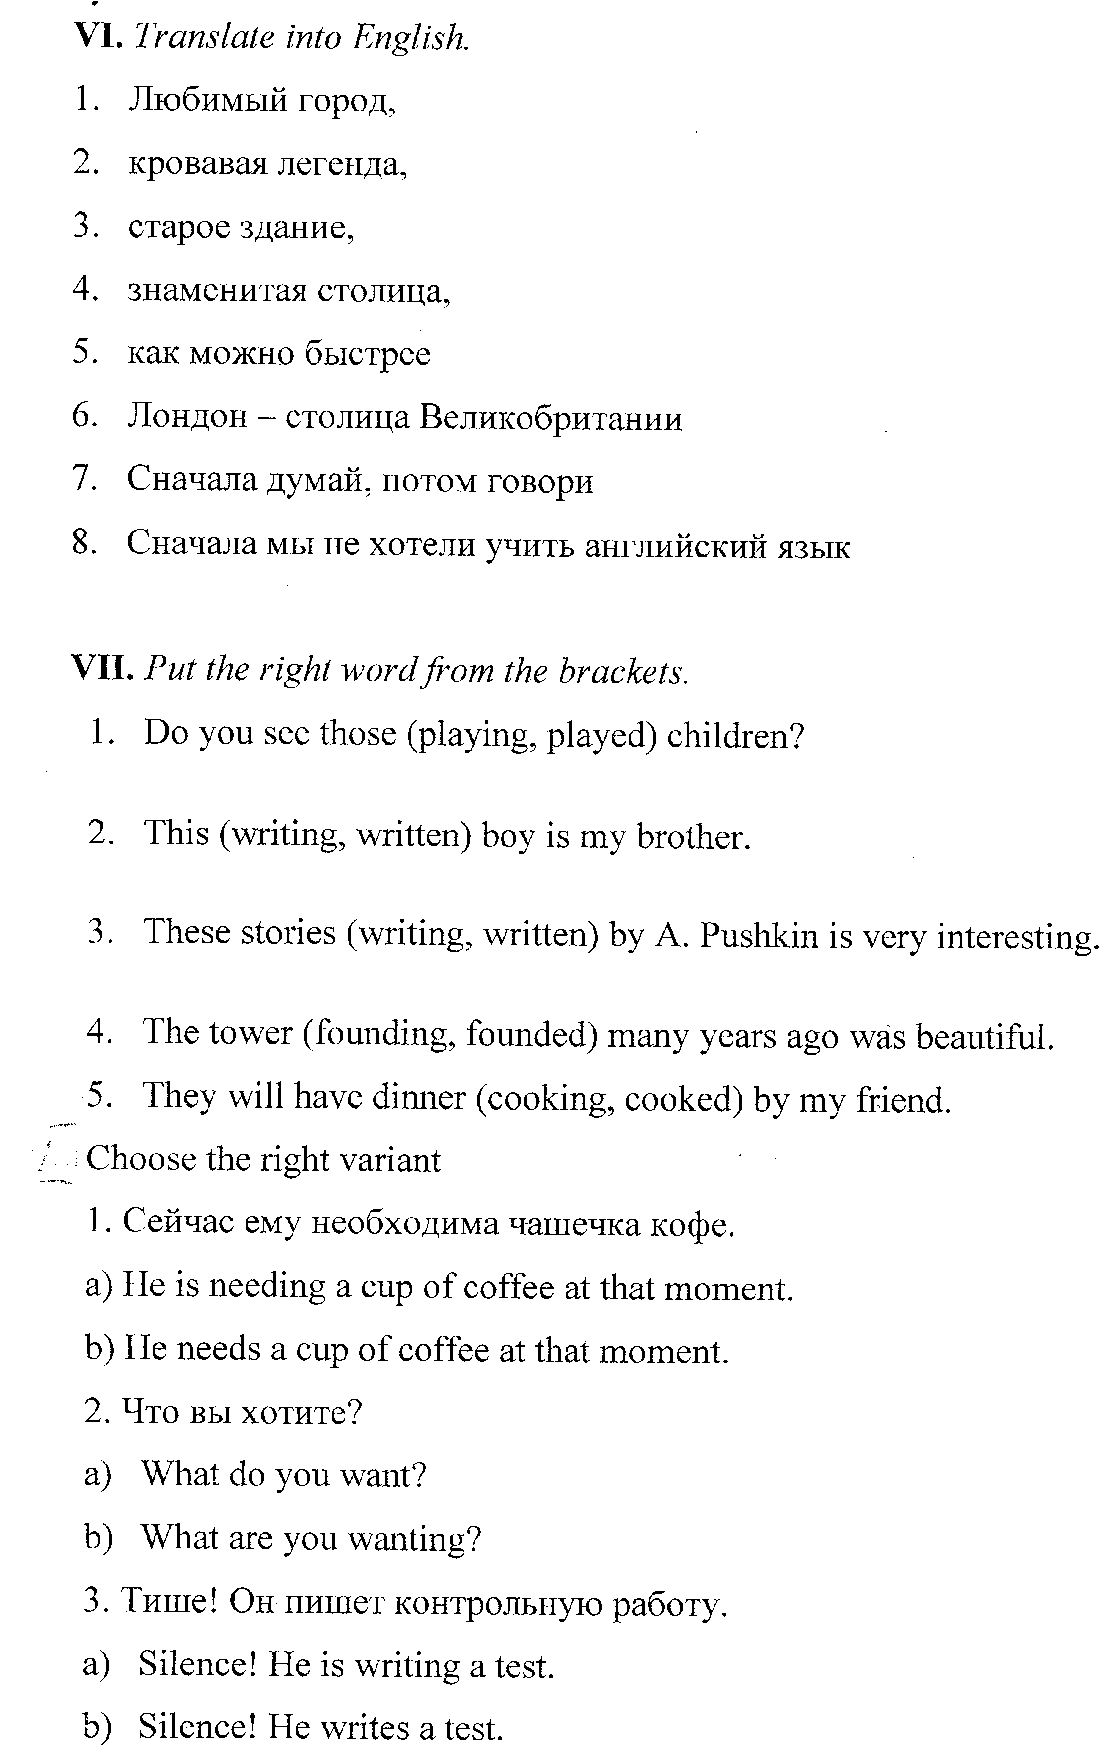 VI. Translate into English.
1. Любимый город,
2. кровавая легенда,
3. старое здание,
4. знаменитая столица,
5. как можно быстрее
6. Лондон – столица Великобритании
7. Сначала думай, потом говори
8. Сначала мы не хотели учить английский язык
VII. Put the right word from the brackets.
1. Do you see those (playing, played) children?
2. This (writing, written) boy is my brother.
3. These stories (writing, written) by A. Pushkin is very interesting.
4. The tower (founding, founded) many years ago was beautiful.
5. They will have dinner (cooking, cooked) by my friend.
Choose the right variant
1. Сейчас ему необходима чашечка кофе.
a) He is needing a cup of coffee at that moment.
b) He needs a cup of coffee at that moment.
2. Что вы хотите?
a) What do you want?
b) What are you wanting?
3. Тише! Он пишет контрольную работу.
a) Silence! He is writing a test.
b) Silence! He writes a test.